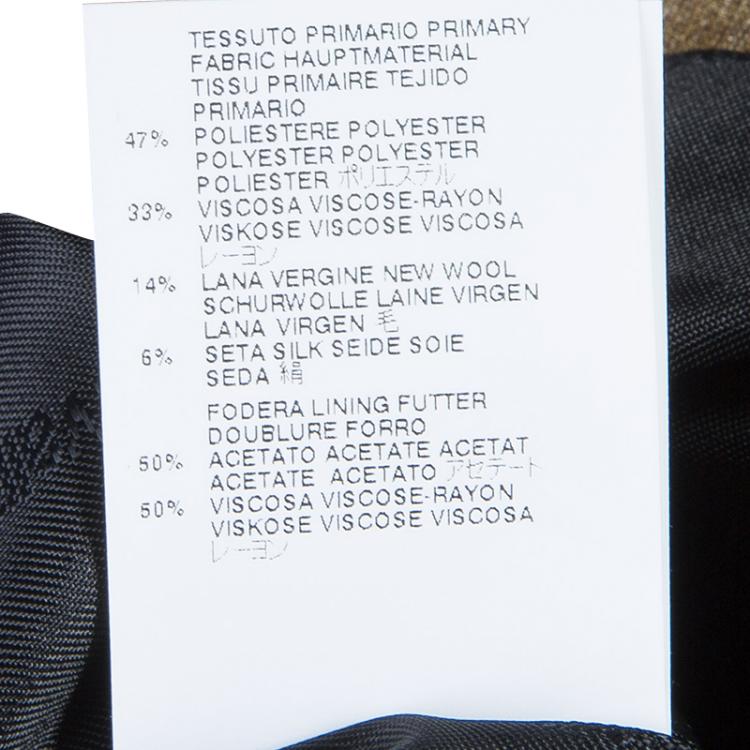 TESSUTO PRIMARIO PRIMARY
FABRIC HAUPTMATERIAL
TISSU PRIMAIRE TEJIDO
PRIMARIO
47% POLIESTERE POLYESTER
POLYESTER POLYESTER
POLIESTER ポリエステル
33% VISCOSA VISCOSE-RAYON
VISKOSE VISCOSE VISCOSA
レーヨン
14% LANA VERGINE NEW WOOL
SCHURWOLLE LAINE VIRGEN
LANA VIRGEN 毛
6% SETA SILK SEIDE SOIE
SEDA 絹
FODERA LINING FUTTER
DOUBLURE FORRO
50% ACETATO ACETATE ACETAT
ACETATE ACETATO アセテート
50% VISCOSA VISCOSE-RAYON
VISKOSE VISCOSE VISCOSA
レーヨン